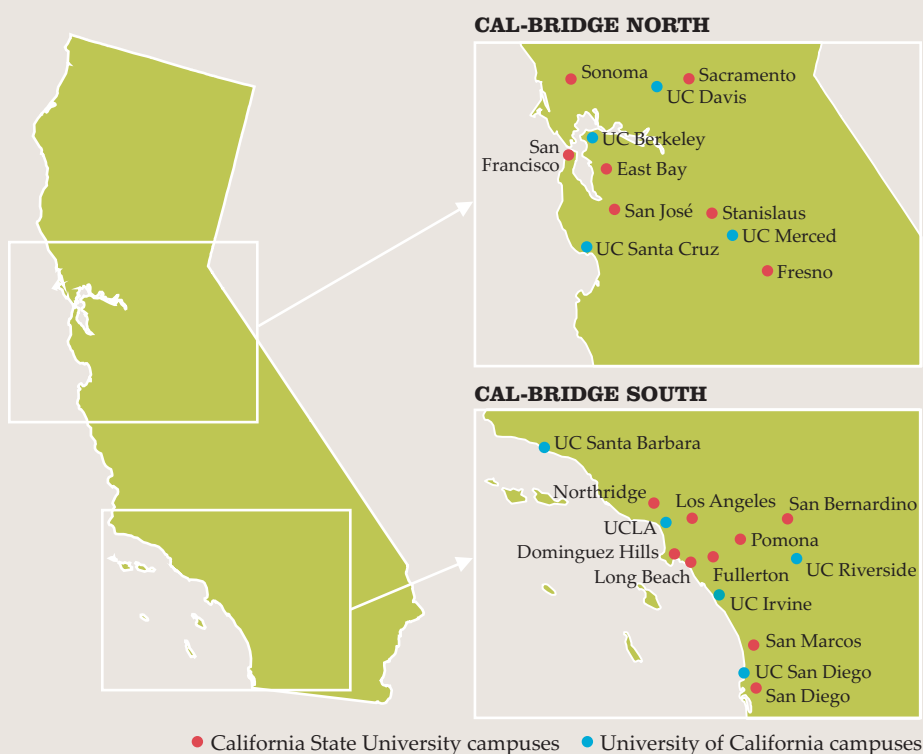 CAL-BRIDGE NORTH
Sonoma
Sacramento
UC Davis
UC Berkeley
San
Francisco
East Bay
San José
Stanislaus
UC Merced
UC Santa Cruz
Fresno
CAL-BRIDGE SOUTH
UC Santa Barbara
Northridge
Los Angeles
San Bernardino
UCLA
Pomona
Dominguez Hills
Long Beach
Fullerton
UC Riverside
UC Irvine
San Marcos
UC San Diego
San Diego
California State University campuses
University of California campuses